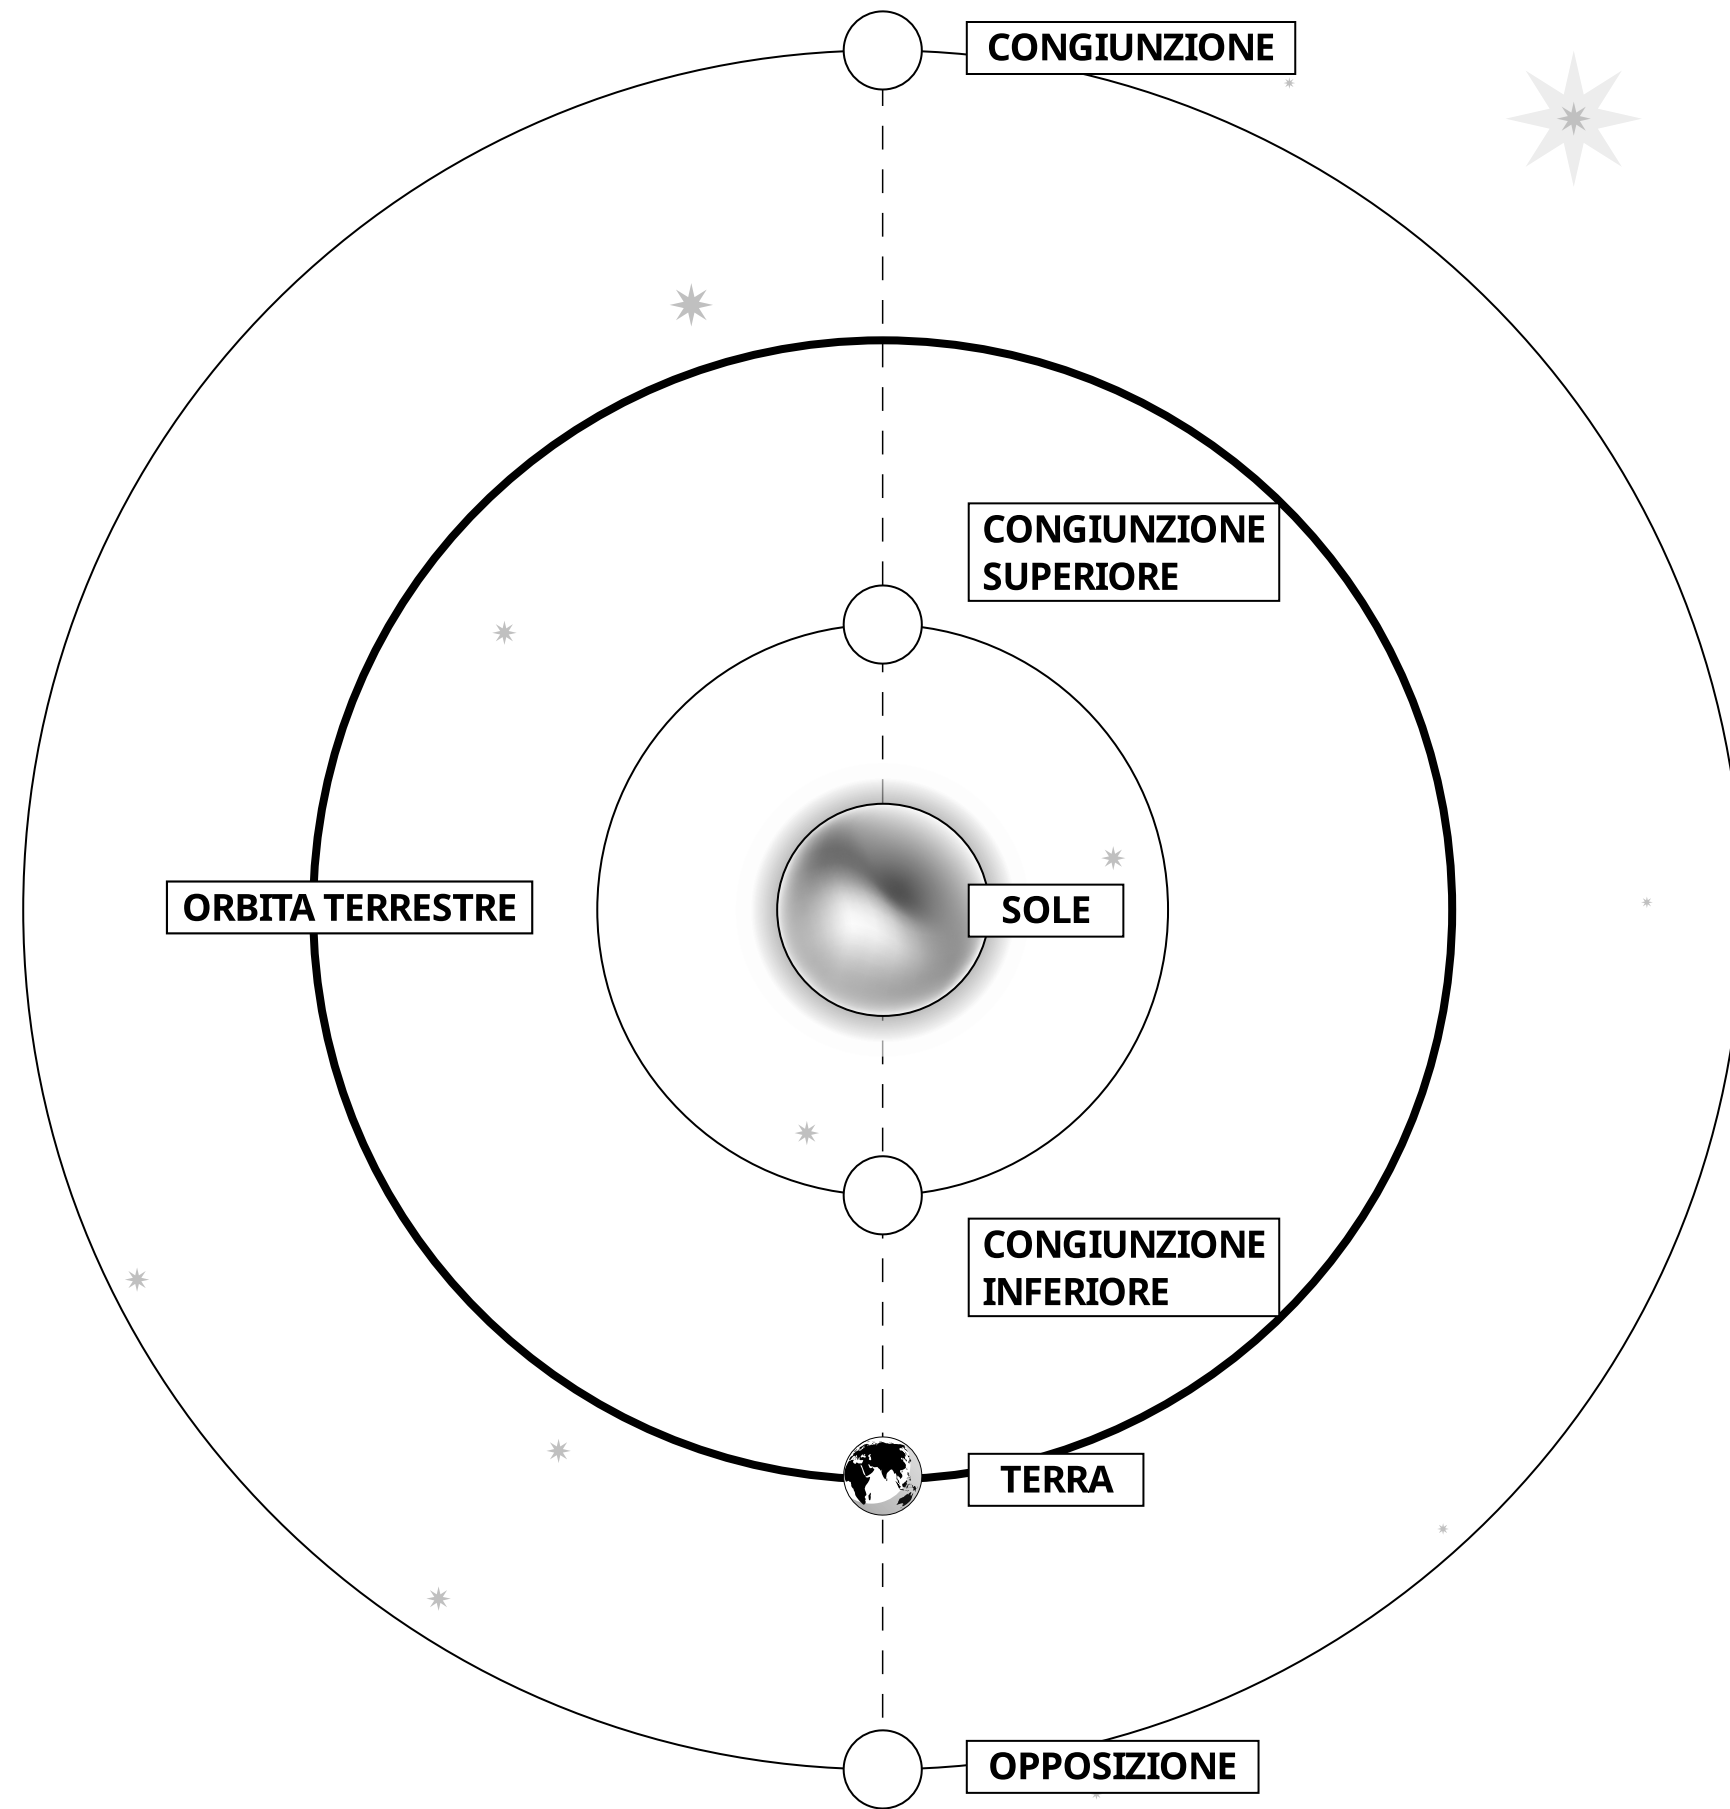 CONGIUNZIONE
CONGIUNZIONE
SUPERIORE
ORBITA TERRESTRE
SOLE
CONGIUNZIONE
INFERIORE
TERRA
OPPOSIZIONE